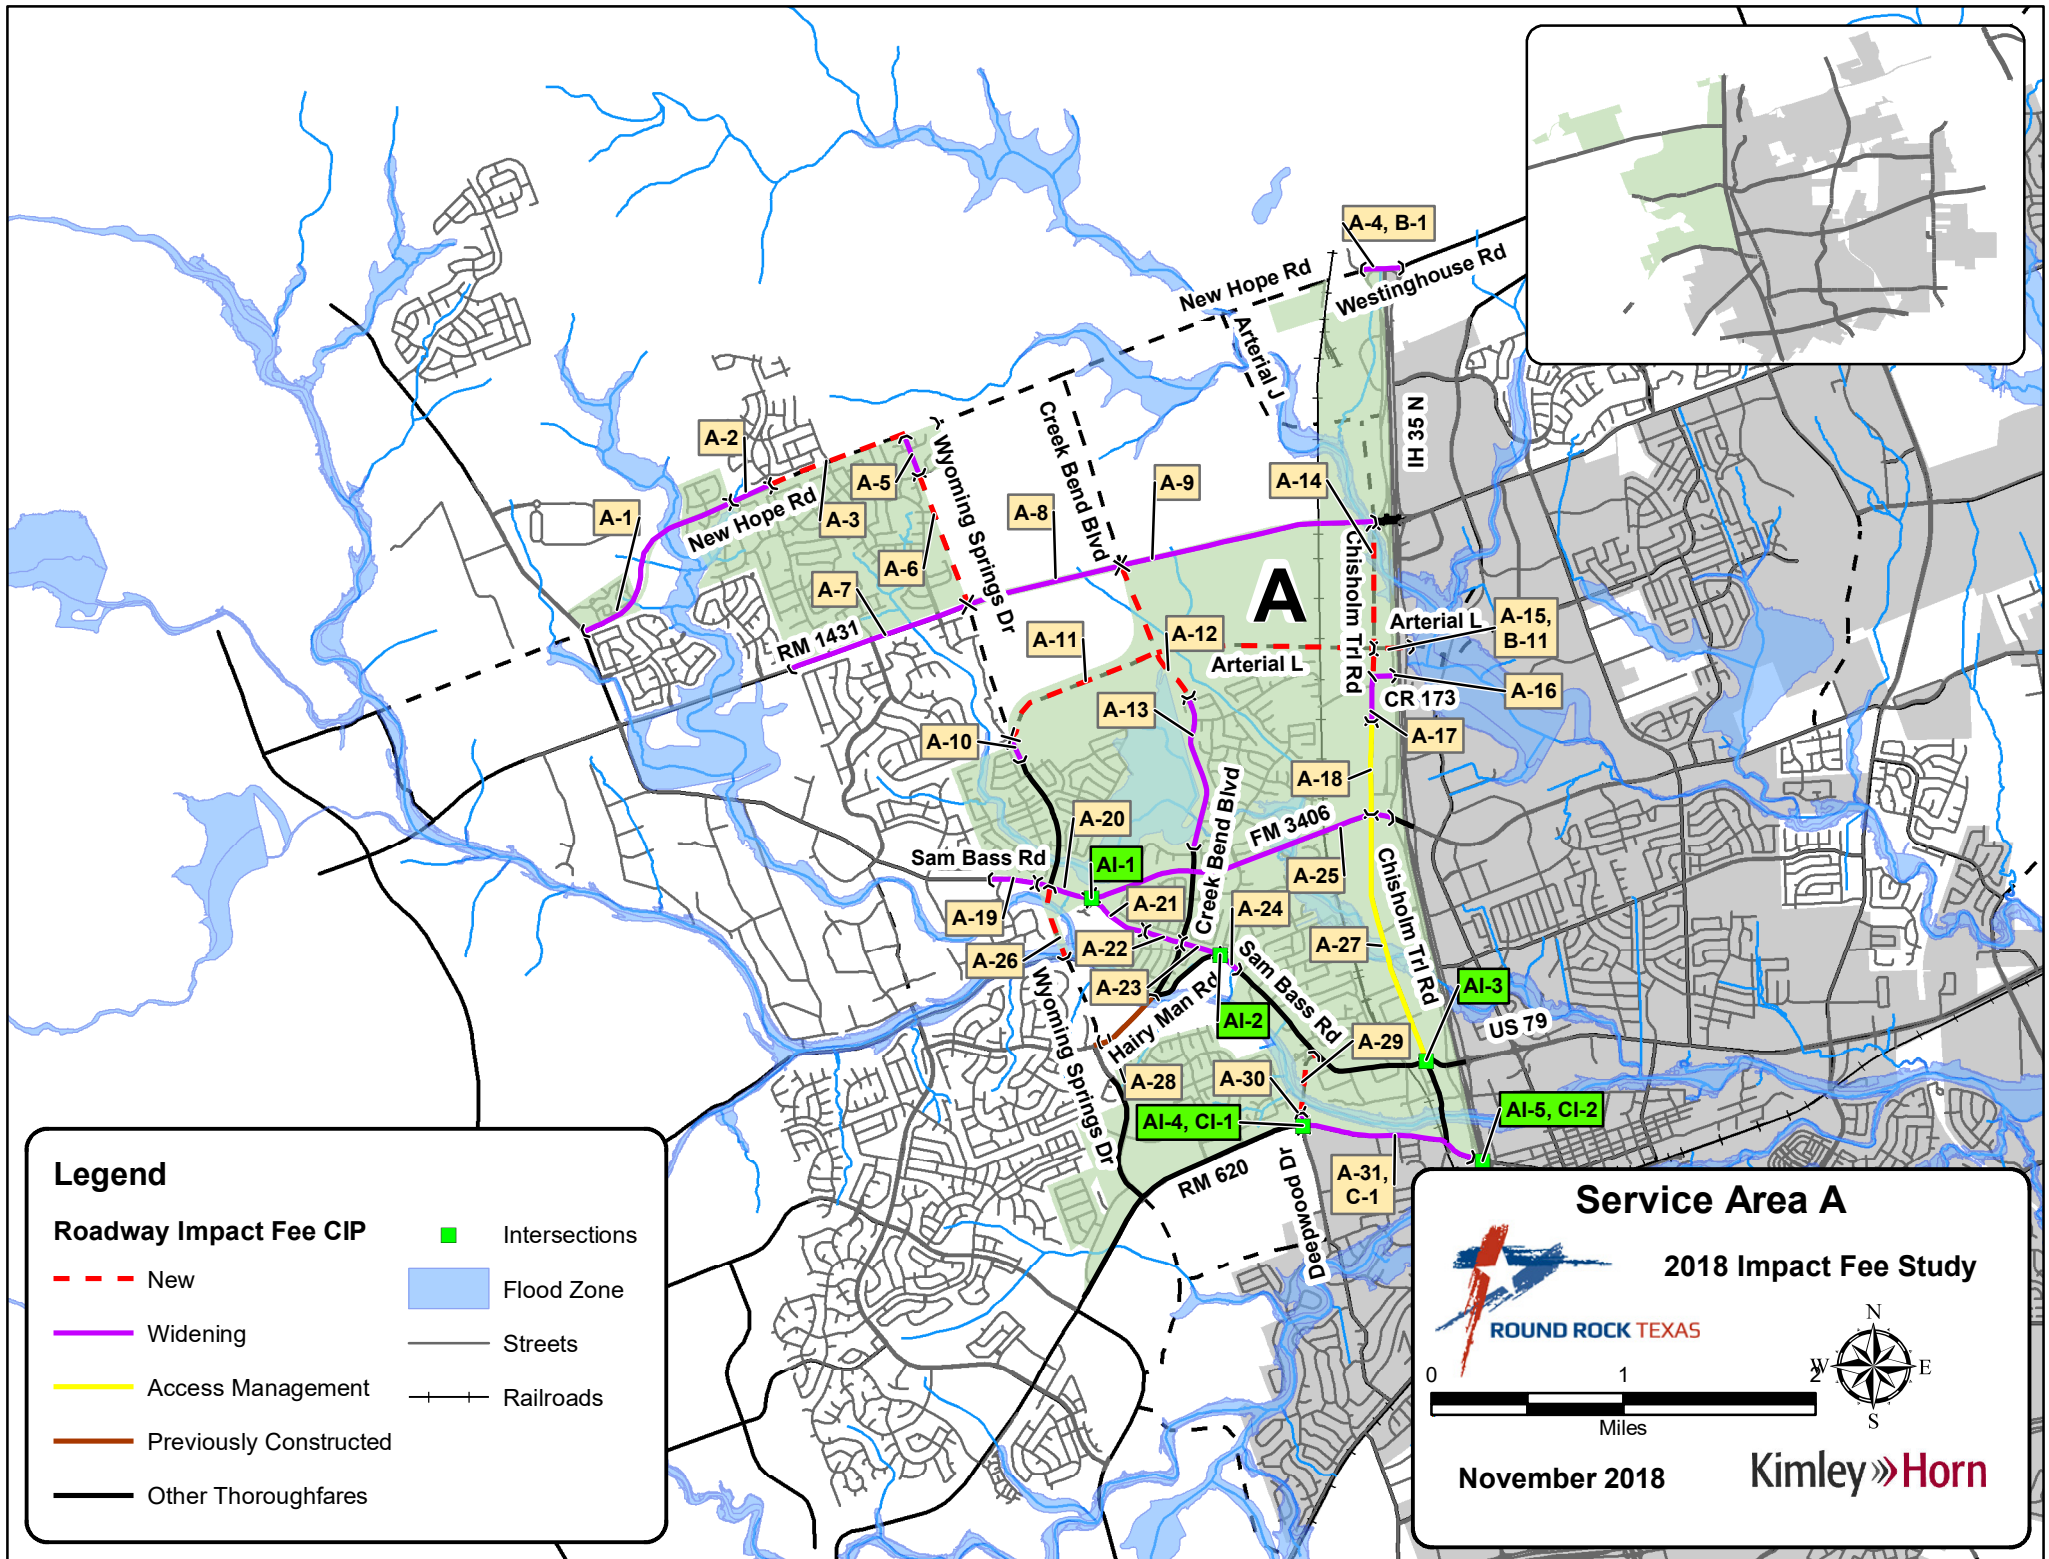 A-4, B-1
New Hope Rd
Westinghouse Rd
Arterial J
IH 35 N
Creek Bend Blvd
Wyoming Springs Dr
A-2
A-5
A-1
New Hope Rd
A-3
A-8
A-9
A-14
A-6
A-7
RM 1431
A
Chisholm Trl Rd
A-11
A-12
Arterial L
Arterial L
A-15,
B-11
CR 173
A-16
A-13
A-10
A-17
A-18
A-20
FM 3406
Creek Bend Blvd
Sam Bass Rd
AI-1
A-25
Chisholm Trl Rd
A-19
A-21
A-24
A-22
A-26
A-27
A-23
Sam Bass Rd
Wyoming Springs Dr
Hairy Man Rd
AI-2
AI-3
US 79
A-29
A-28
A-30
AI-4, CI-1
AI-5, CI-2
RM 620
Deepwood Dr
A-31,
C-1
Legend
Roadway Impact Fee CIP
New
Widening
Access Management
Previously Constructed
Other Thoroughfares
Intersections
Flood Zone
Streets
Railroads
Service Area A
2018 Impact Fee Study
ROUND ROCK TEXAS
0 1 2
Miles
N
W E
S
November 2018
Kimley»Horn